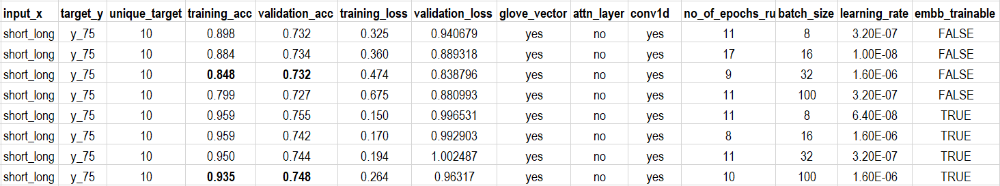 input_x target_y unique_target training_acc validation_acc training_loss validation_loss glove_vector attn_layer conv1d no_of_epochs_ru batch_size learning_rate embb_trainable
short_long y_75 10 0.898 0.732 0.325 0.940679 yes no yes 11 8 3.20E-07 FALSE
short_long y_75 10 0.884 0.734 0.360 0.889318 yes no yes 17 16 1.00E-08 FALSE
short_long y_75 10 0.848 0.732 0.474 0.838796 yes no yes 9 32 1.60E-06 FALSE
short_long y_75 10 0.799 0.727 0.675 0.880993 yes no yes 11 100 3.20E-07 FALSE
short_long y_75 10 0.959 0.755 0.150 0.996531 yes no yes 11 8 6.40E-08 TRUE
short_long y_75 10 0.959 0.742 0.170 0.992903 yes no yes 8 16 1.60E-06 TRUE
short_long y_75 10 0.950 0.744 0.194 1.002487 yes no yes 11 32 3.20E-07 TRUE
short_long y_75 10 0.935 0.748 0.264 0.96317 yes no yes 10 100 1.60E-06 TRUE